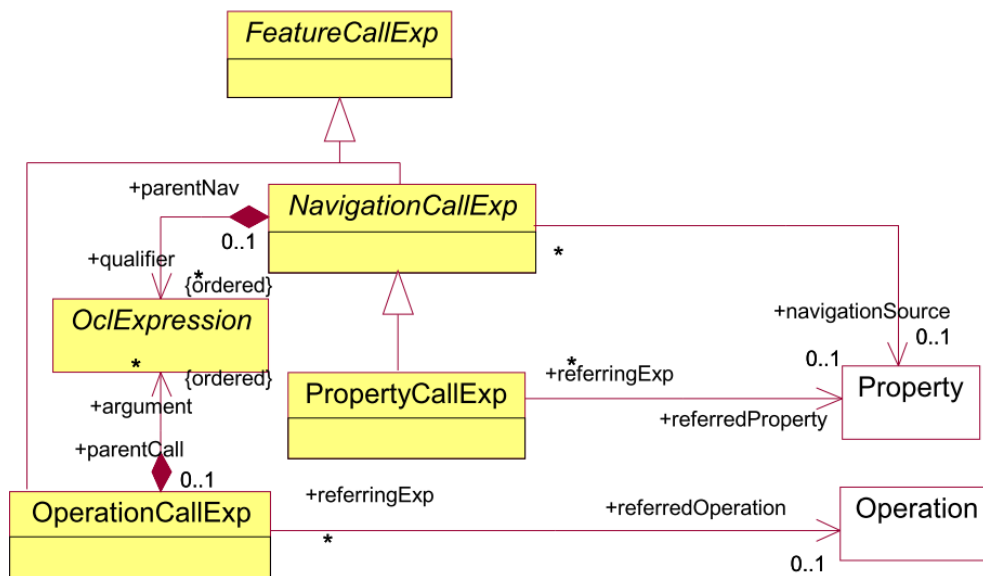 FeatureCallExp
+parentNav
NavigationCallExp
0..1
*
+qualifier
*
{ordered}
OclExpression
+navigationSource
0..1
0..1
*
*
{ordered}
+referringExp
PropertyCallExp
Property
+argument
+referredProperty
+parentCall
0..1
OperationCallExp
+referringExp
+referredOperation
Operation
*
0..1